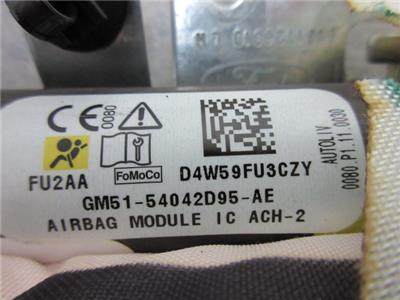 CE 0080
FU2AA
FoMoCo
D4W59FU3CZY
GM51-54042D95-AE
AIRBAG MODULE IC ACH-2
AUTOLIV
0080.P1.11.0030